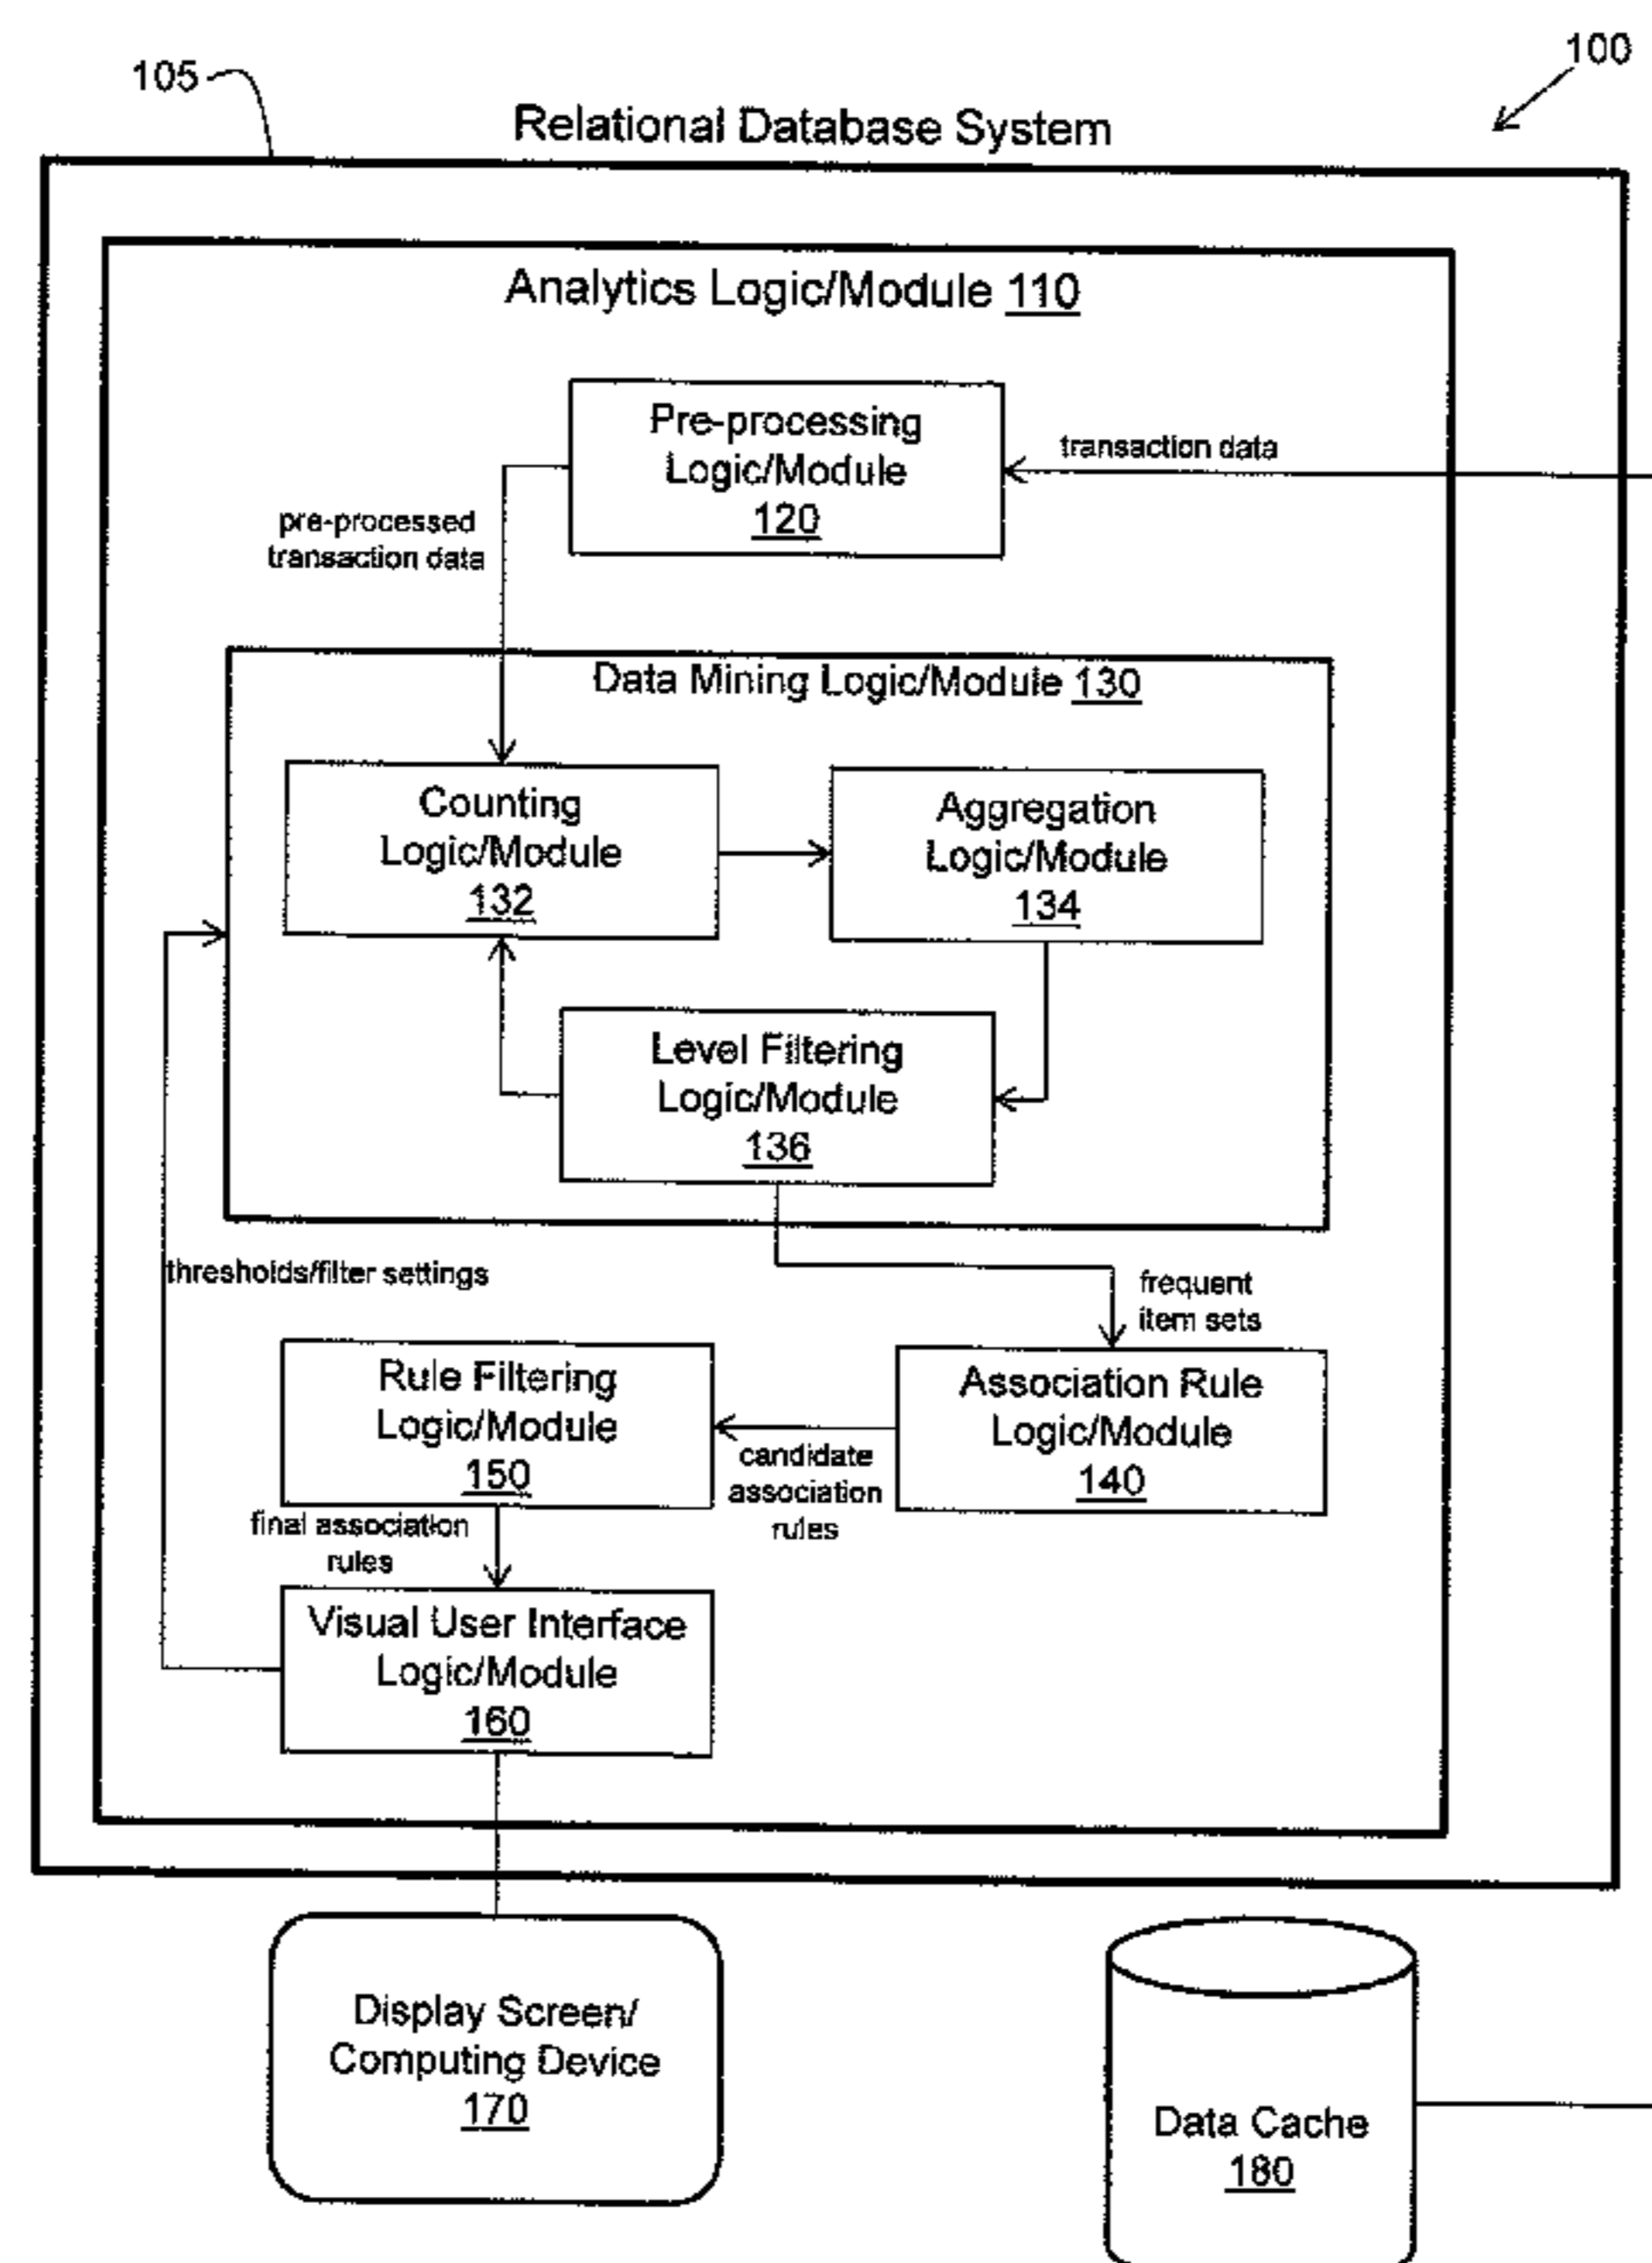 100
105
Relational Database System
Analytics Logic/Module 110
Pre-processing
Logic/Module
120
transaction data
pre-processed
transaction data
Data Mining Logic/Module 130
Counting
Logic/Module
132
Aggregation
Logic/Module
134
Level Filtering
Logic/Module
136
thresholds/filter settings
frequent
item sets
Rule Filtering
Logic/Module
150
Association Rule
Logic/Module
140
candidate
association
rules
final association
rules
Visual User Interface
Logic/Module
160
Display Screen/
Computing Device
170
Data Cache
180